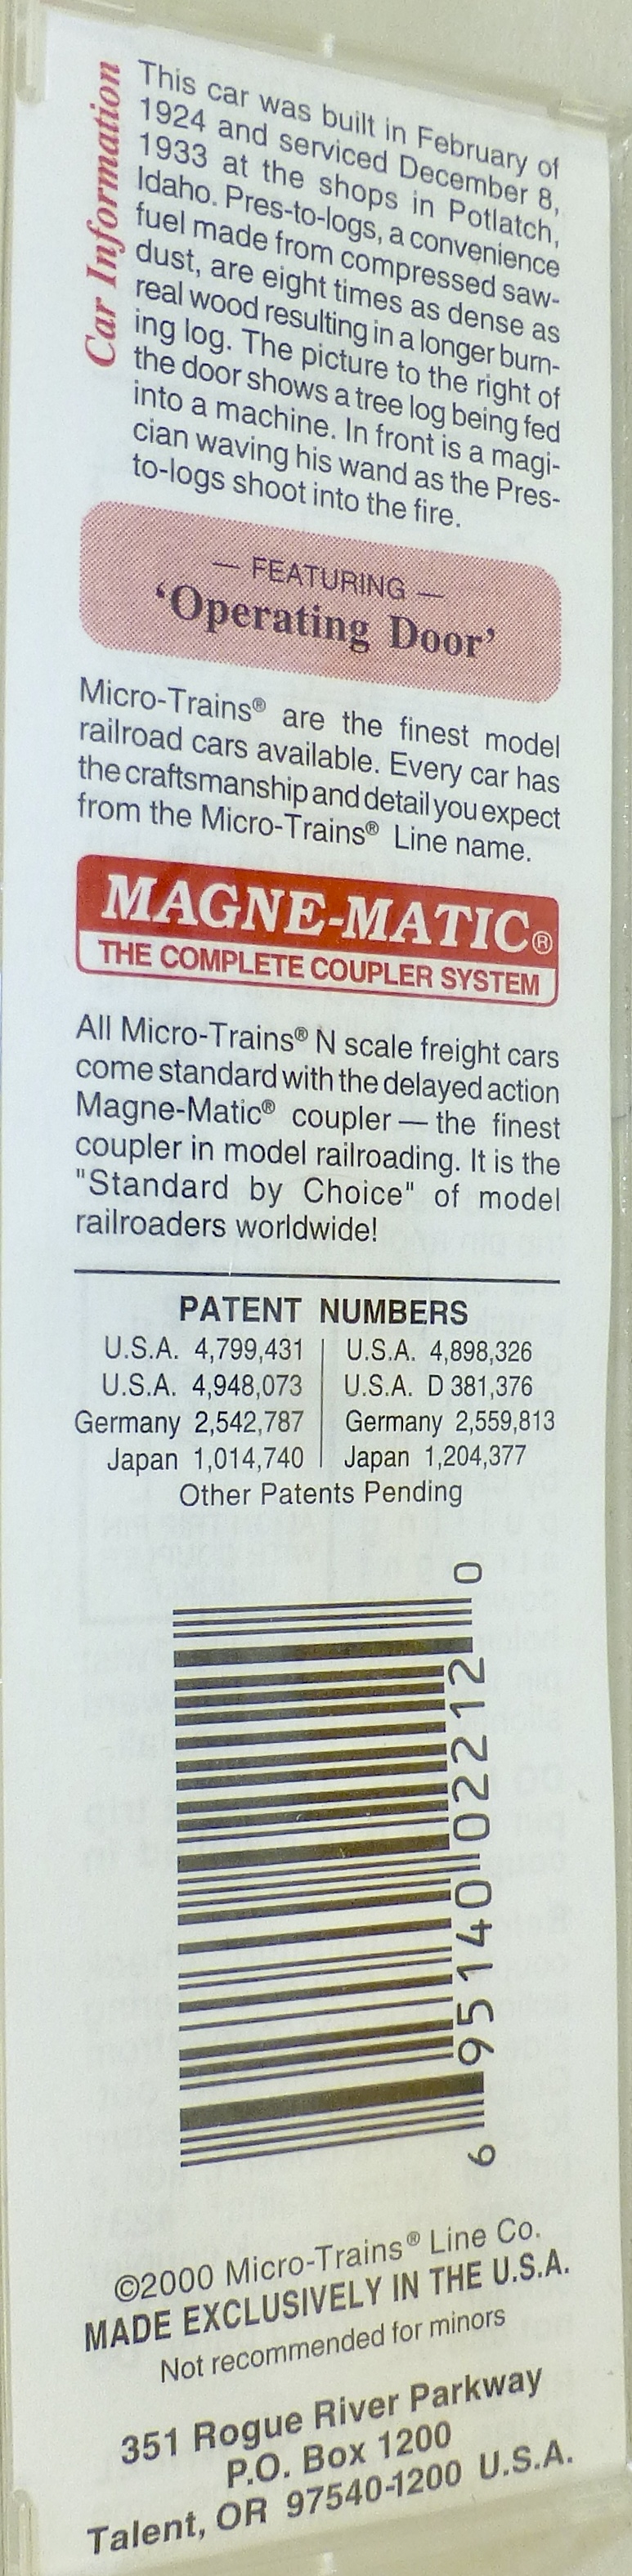 Car Information
This car was built in February of
1924 and serviced December 8,
1933 at the shops in Potlatch,
Idaho. Pres-to-logs, a convenience
fuel made from compressed saw-
dust, are eight times as dense as
real wood resulting in a longer burn-
ing log. The picture to the right of
the door shows a tree log being fed
into a machine. In front is a magi-
cian waving his wand as the Pres-
to-logs shoot into the fire.
— FEATURING —
‘Operating Door’
Micro-Trains® are the finest model
railroad cars available. Every car has
the craftsmanship and detail you expect
from the Micro-Trains® Line name.
MAGNE-MATIC®
THE COMPLETE COUPLER SYSTEM
All Micro-Trains® N scale freight cars
come standard with the delayed action
Magne-Matic® coupler — the finest
coupler in model railroading. It is the
"Standard by Choice" of model
railroaders worldwide!
PATENT NUMBERS
U.S.A. 4,799,431 | U.S.A. 4,898,326
U.S.A. 4,948,073 | U.S.A. D 381,376
Germany 2,542,787 | Germany 2,559,813
Japan 1,014,740 | Japan 1,204,377
Other Patents Pending
6 95140 02212 0
©2000 Micro-Trains® Line Co.
MADE EXCLUSIVELY IN THE U.S.A.
Not recommended for minors
351 Rogue River Parkway
P.O. Box 1200
Talent, OR 97540-1200 U.S.A.